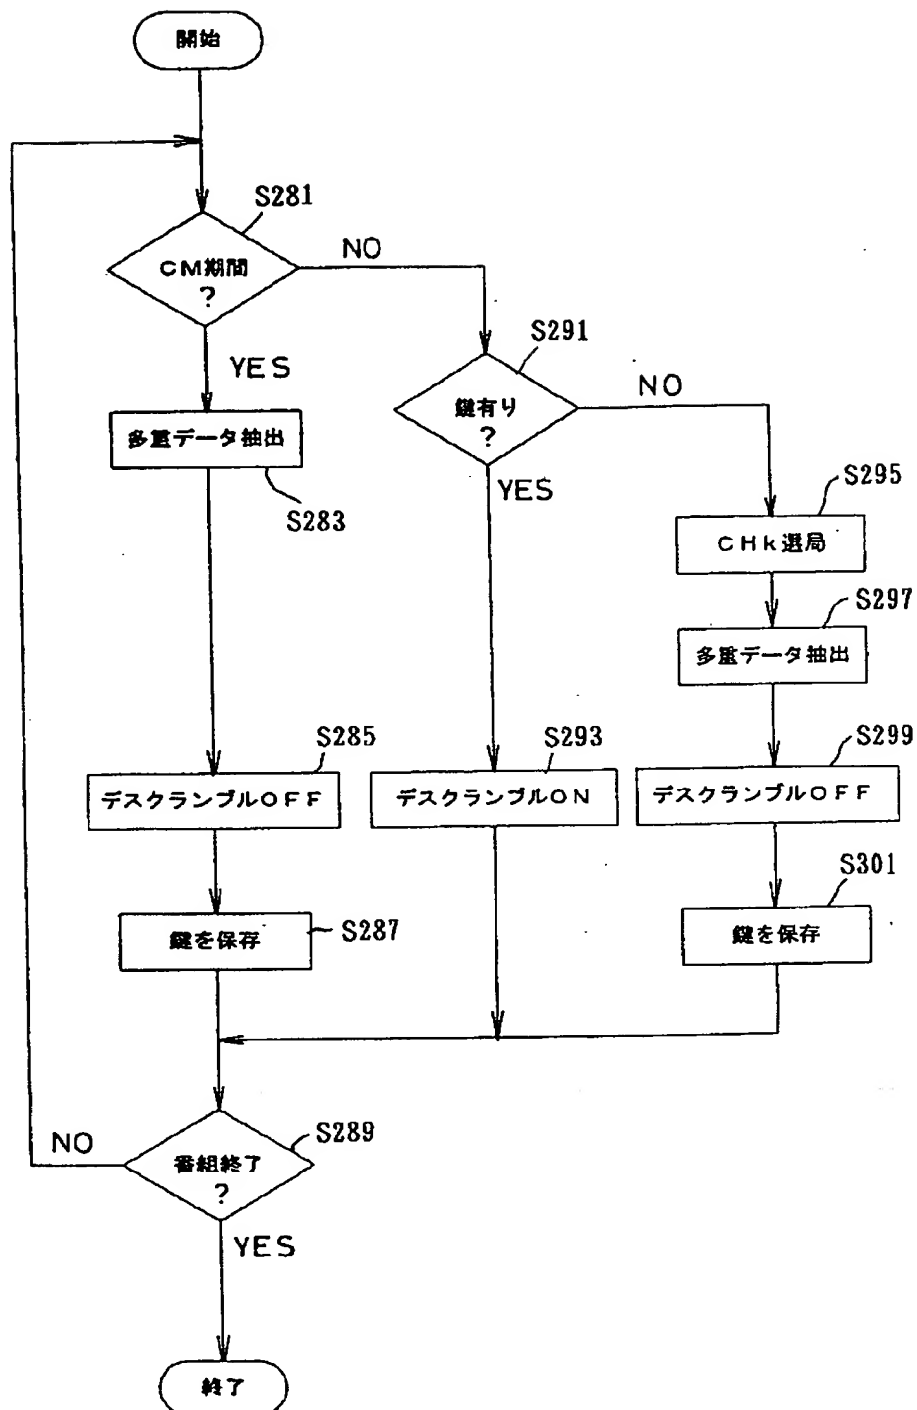 開始
S281
CM期間
?
NO
YES
S291
鍵有り
?
NO
YES
多重データ抽出
S283
S295
CHk選局
S297
多重データ抽出
S285
デスクランブルOFF
S293
デスクランブルON
S299
デスクランブルOFF
鍵を保存
S287
S301
鍵を保存
S289
番組終了
?
NO
YES
終了